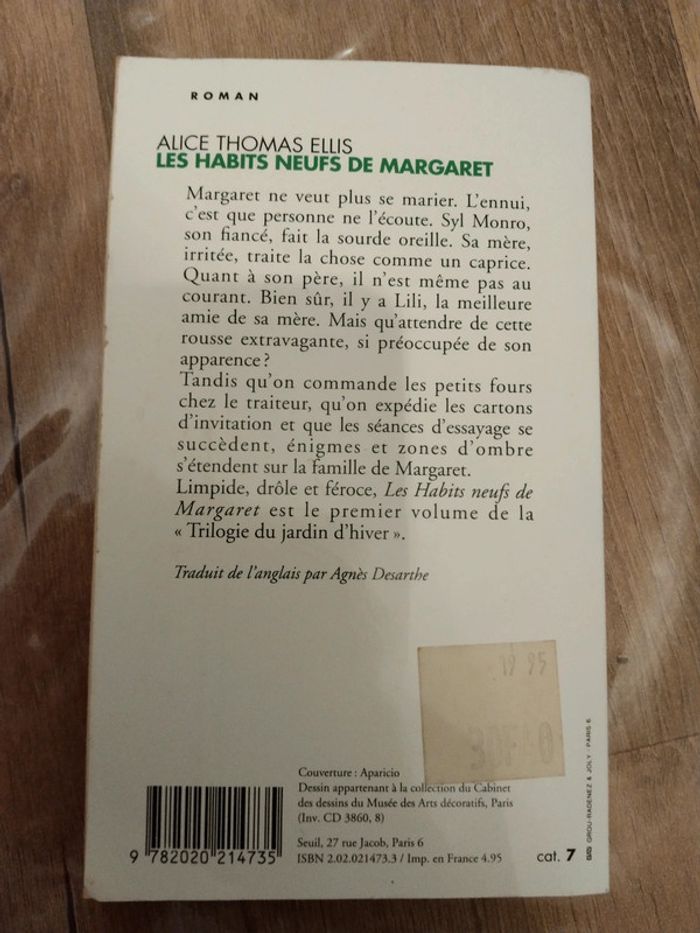 ROMAN
ALICE THOMAS ELLIS
LES HABITS NEUFS DE MARGARET
Margaret ne veut plus se marier. L'ennui,
c'est que personne ne l'écoute. Syl Monro,
son fiancé, fait la sourde oreille. Sa mère,
irritée, traite la chose comme un caprice.
Quant à son père, il n'est même pas au
courant. Bien sûr, il y a Lili, la meilleure
amie de sa mère. Mais qu'attendre de cette
rousse extravagante, si préoccupée de son
apparence ?
Tandis qu'on commande les petits fours
chez le traiteur, qu'on expédie les cartons
d'invitation et que les séances d'essayage se
succèdent, énigmes et zones d'ombre
s'étendent sur la famille de Margaret.
Limpide, drôle et féroce, Les Habits neufs de
Margaret est le premier volume de la
« Trilogie du jardin d'hiver ».
Traduit de l'anglais par Agnès Desarthe
19 95
Couverture : Aparicio
Dessin appartenant à la collection du Cabinet
des dessins du Musée des Arts décoratifs, Paris
(Inv. CD 3860, 8)
Seuil, 27 rue Jacob, Paris 6
ISBN 2.02.021473.3 / Imp. en France 4.95
9 782020 214735
cat. 7
GROU-RADENEZ & JOLY - PARIS 6